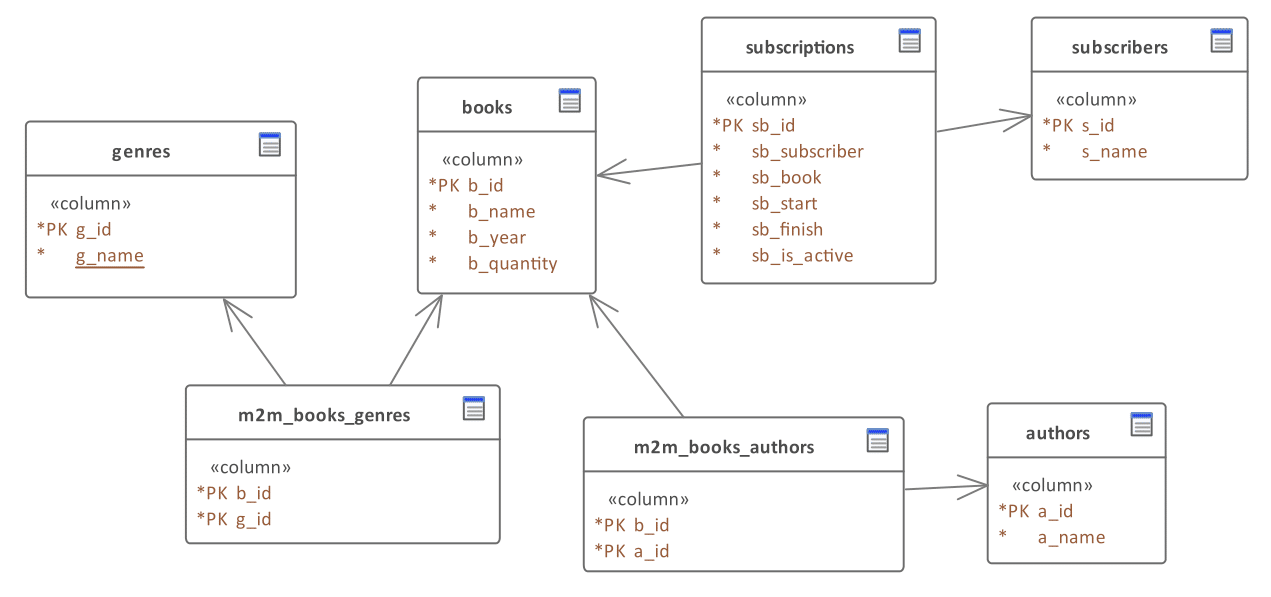 genres
«column»
*PK g_id
* g_name
books
«column»
*PK b_id
* b_name
* b_year
* b_quantity
subscriptions
«column»
*PK sb_id
* sb_subscriber
* sb_book
* sb_start
* sb_finish
* sb_is_active
subscribers
«column»
*PK s_id
* s_name
m2m_books_genres
«column»
*PK b_id
*PK g_id
m2m_books_authors
«column»
*PK b_id
*PK a_id
authors
«column»
*PK a_id
* a_name